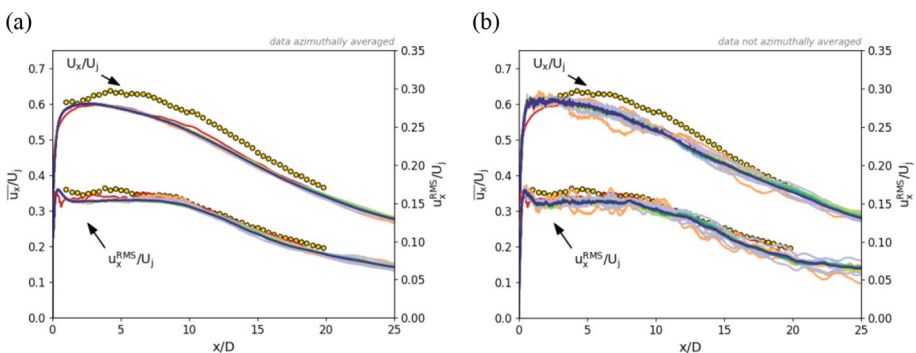 (a)
(b)
data azimuthally averaged
data not azimuthally averaged
0.7
0.6
0.5
0.4
0.3
0.2
0.1
0.0
u̅ₓ/Uⱼ
Uₓ/Uⱼ
uₓᴿᴹˢ/Uⱼ
0.35
0.30
0.25
0.20
0.15
0.10
0.05
0.00
uₓᴿᴹˢ/Uⱼ
0 5 10 15 20 25
x/D
0.7
0.6
0.5
0.4
0.3
0.2
0.1
0.0
u̅ₓ/Uⱼ
Uₓ/Uⱼ
uₓᴿᴹˢ/Uⱼ
0.35
0.30
0.25
0.20
0.15
0.10
0.05
0.00
uₓᴿᴹˢ/Uⱼ
0 5 10 15 20 25
x/D